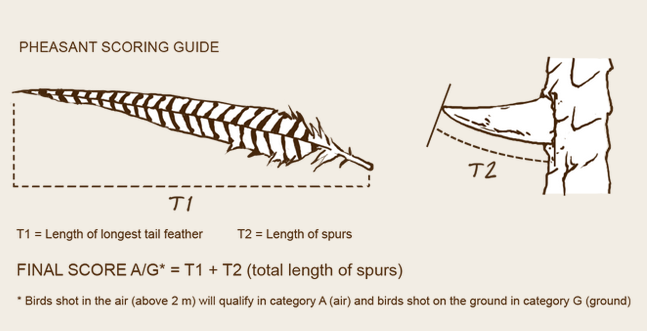 PHEASANT SCORING GUIDE
T1
T2
T1 = Length of longest tail feather
T2 = Length of spurs
FINAL SCORE A/G* = T1 + T2 (total length of spurs)
* Birds shot in the air (above 2 m) will qualify in category A (air) and birds shot on the ground in category G (ground)